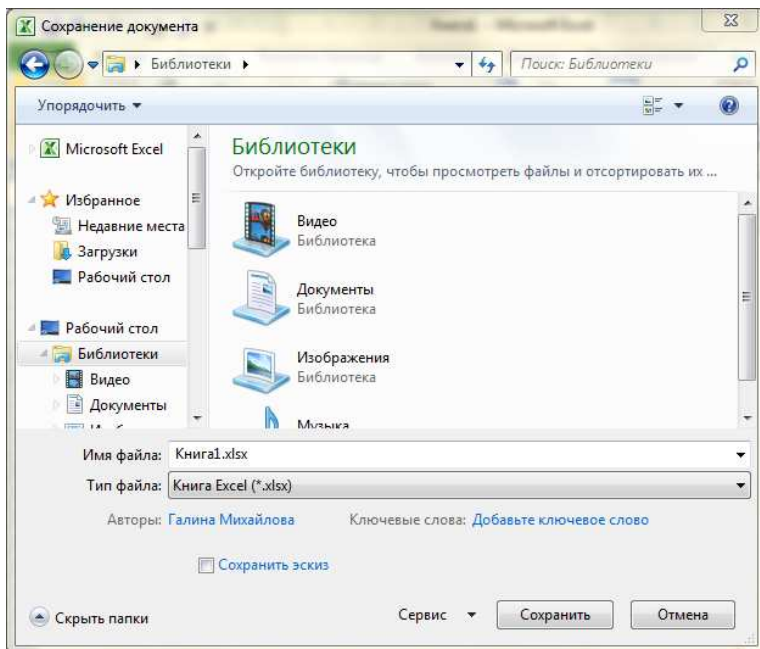 Сохранение документа
Библиотеки
Поиск: Библиотеки
Упорядочить
Microsoft Excel
Избранное
Недавние места
Загрузки
Рабочий стол
Рабочий стол
Библиотеки
Видео
Документы
Библиотеки
Откройте библиотеку, чтобы просмотреть файлы и отсортировать их ...
Видео
Библиотека
Документы
Библиотека
Изображения
Библиотека
Музыка
Имя файла: Книга1.xlsx
Тип файла: Книга Excel (*.xlsx)
Авторы: Галина Михайлова Ключевые слова: Добавьте ключевое слово
Сохранить эскиз
Скрыть папки Сервис Сохранить Отмена